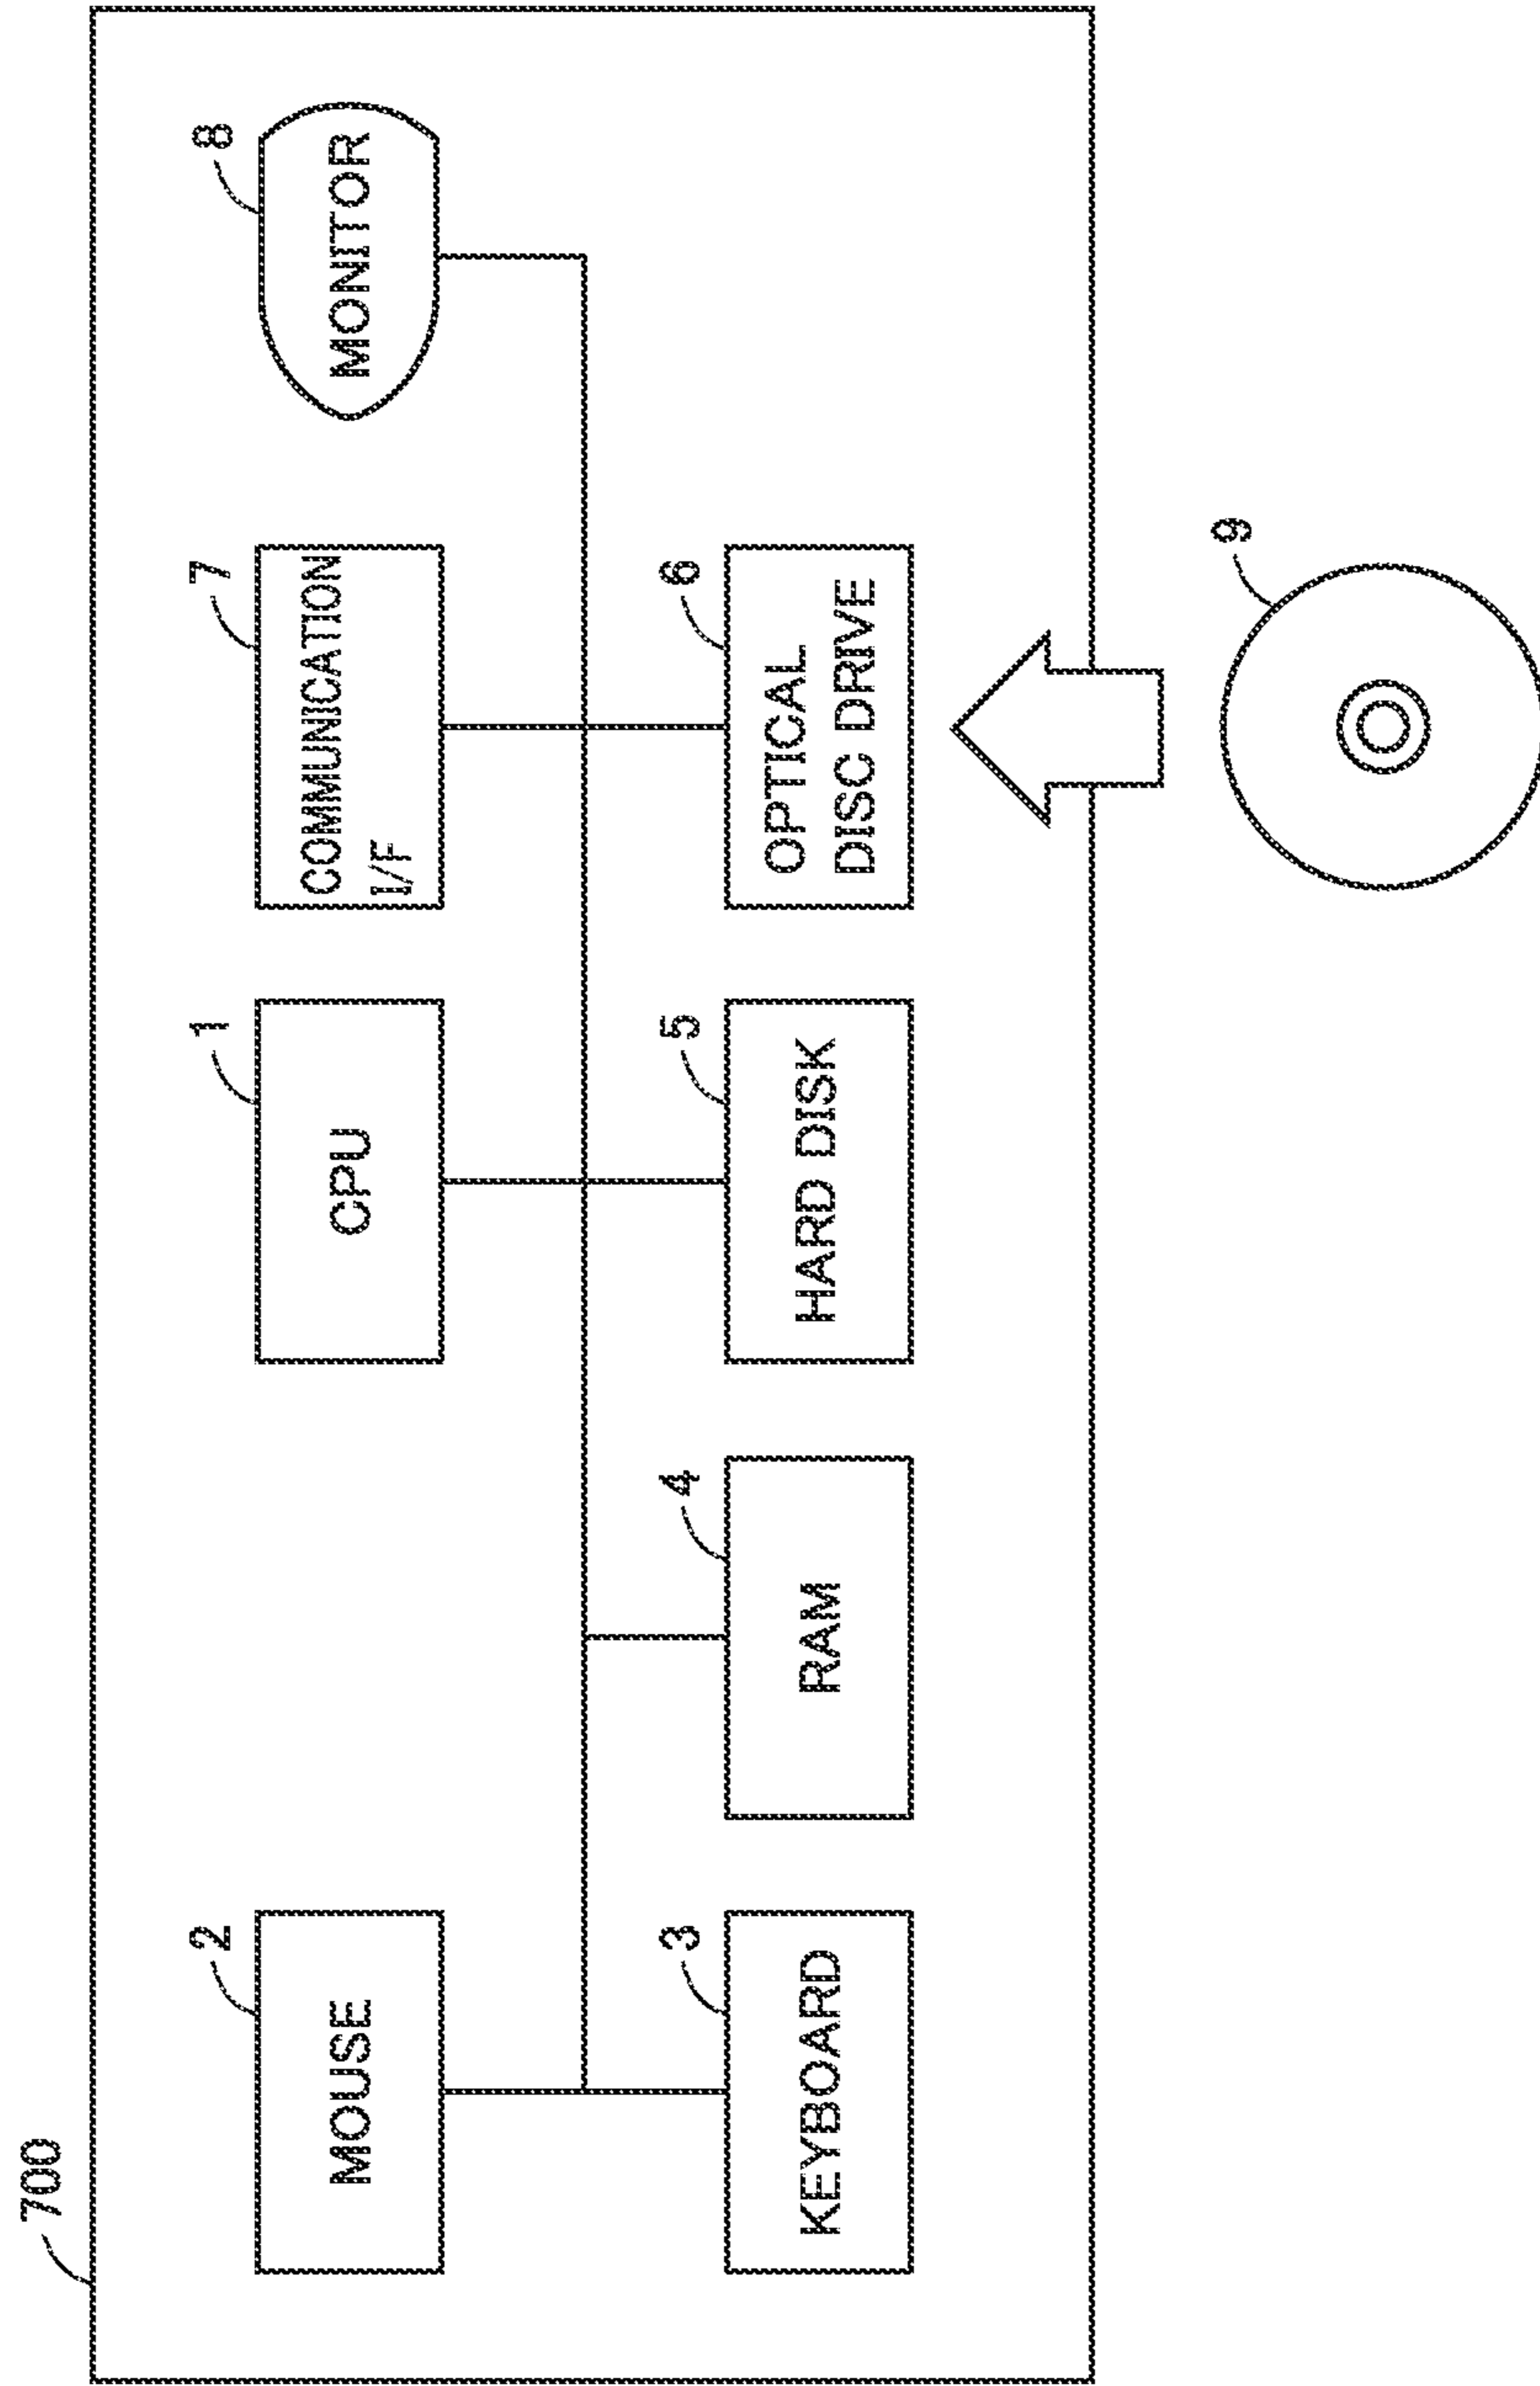 700
2
MOUSE
1
CPU
7
COMMUNICATION
I/F
8
MONITOR
3
KEYBOARD
4
RAM
5
HARD DISK
6
OPTICAL
DISC DRIVE
9